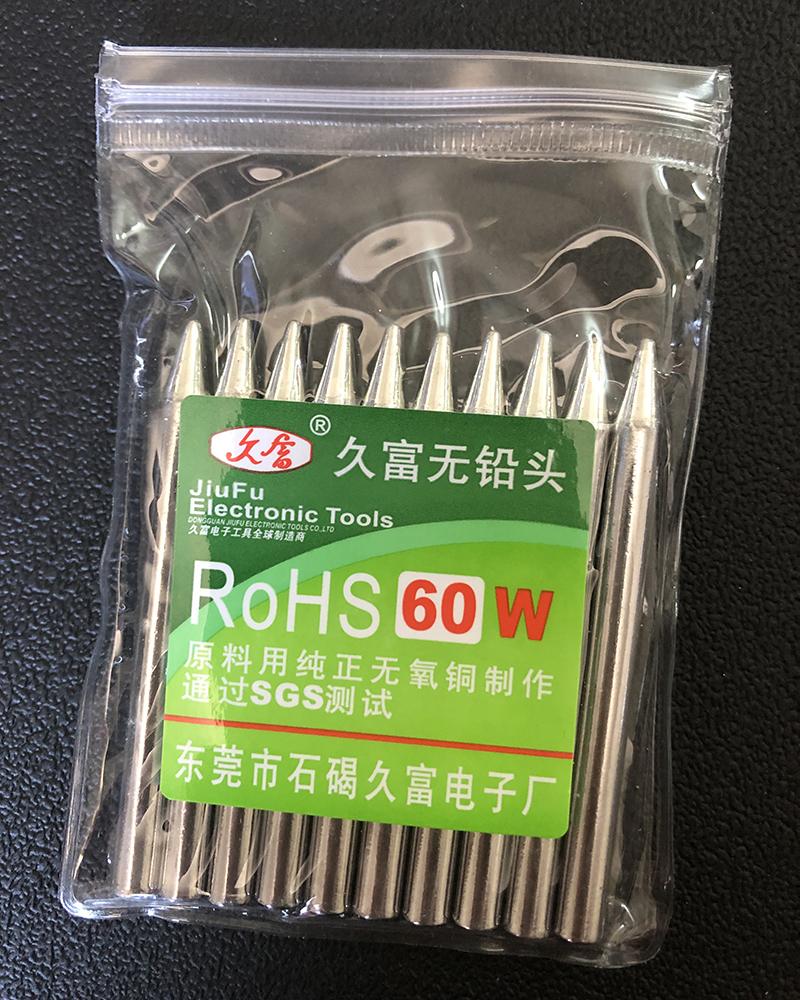 久富 ® 久富无铅头
JiuFu
Electronic Tools
DONGGUAN JIUFU ELECTRONIC TOOLS CO.,LTD
久富电子工具全球制造商
RoHS 60 W
原料用纯正无氧铜制作
通过SGS测试
东莞市石碣久富电子厂